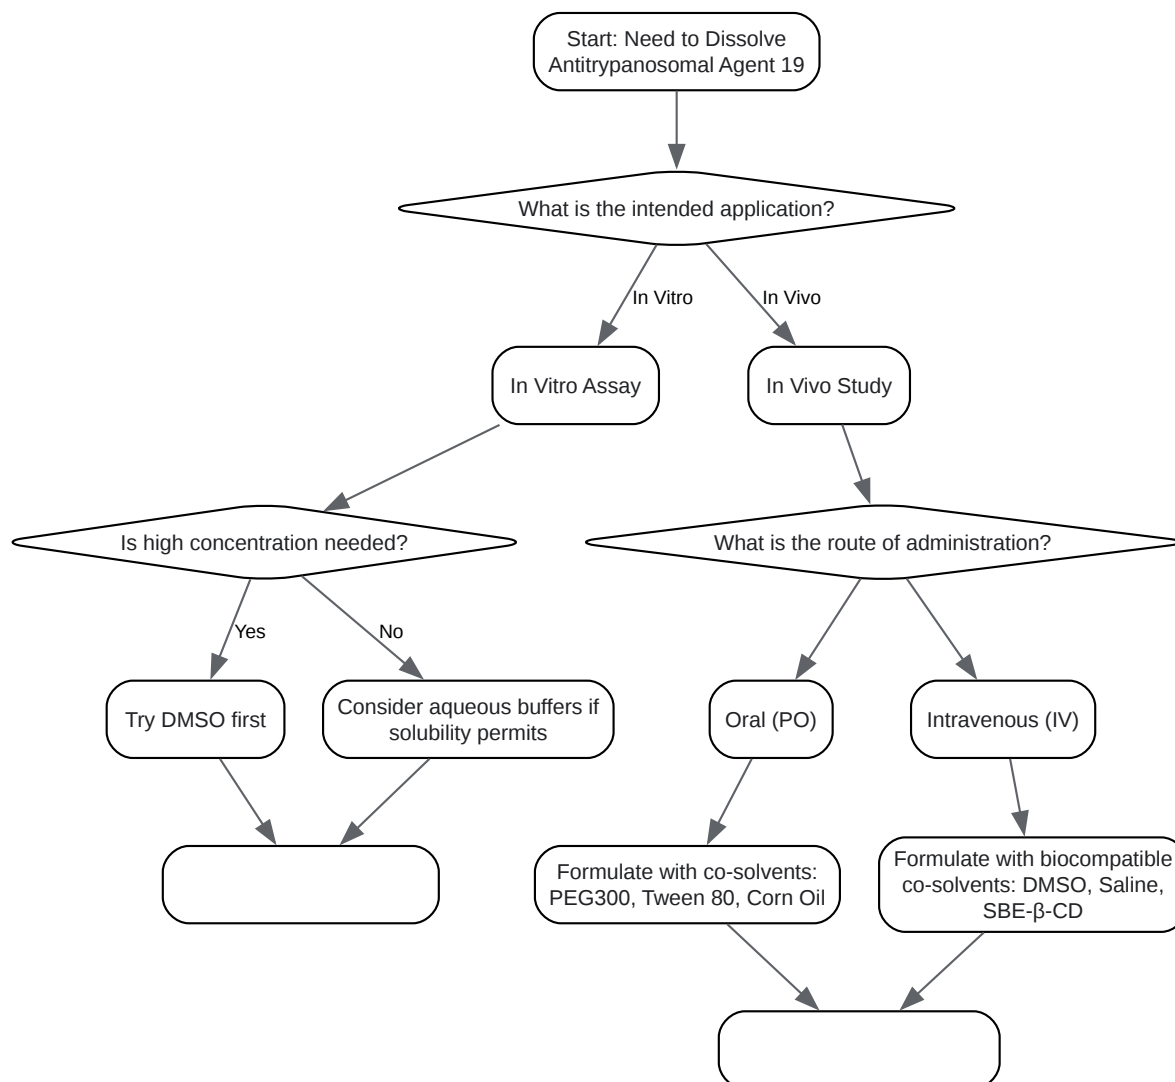 Start: Need to Dissolve
Antitrypanosomal Agent 19
What is the intended application?
In Vitro
In Vivo
In Vitro Assay
In Vivo Study
Is high concentration needed?
What is the route of administration?
Yes
No
Try DMSO first
Consider aqueous buffers if
solubility permits
Oral (PO)
Intravenous (IV)
Formulate with co-solvents:
PEG300, Tween 80, Corn Oil
Formulate with biocompatible
co-solvents: DMSO, Saline,
SBE-β-CD